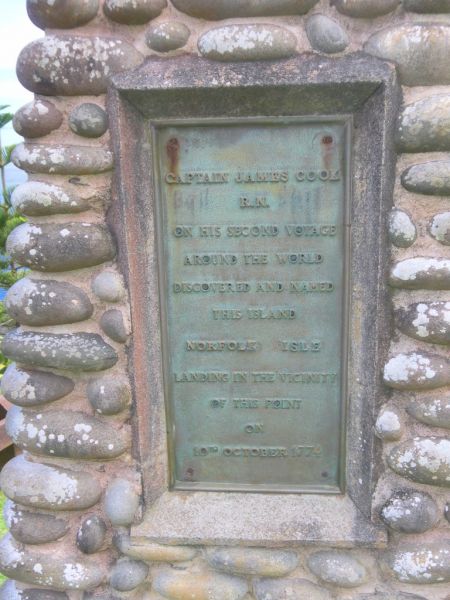 CAPTAIN JAMES COOK
R.N.
ON HIS SECOND VOYAGE
AROUND THE WORLD
DISCOVERED AND NAMED
THIS ISLAND
NORFOLK ISLE
LANDING IN THE VICINITY
OF THIS POINT
ON
10TH OCTOBER 1774